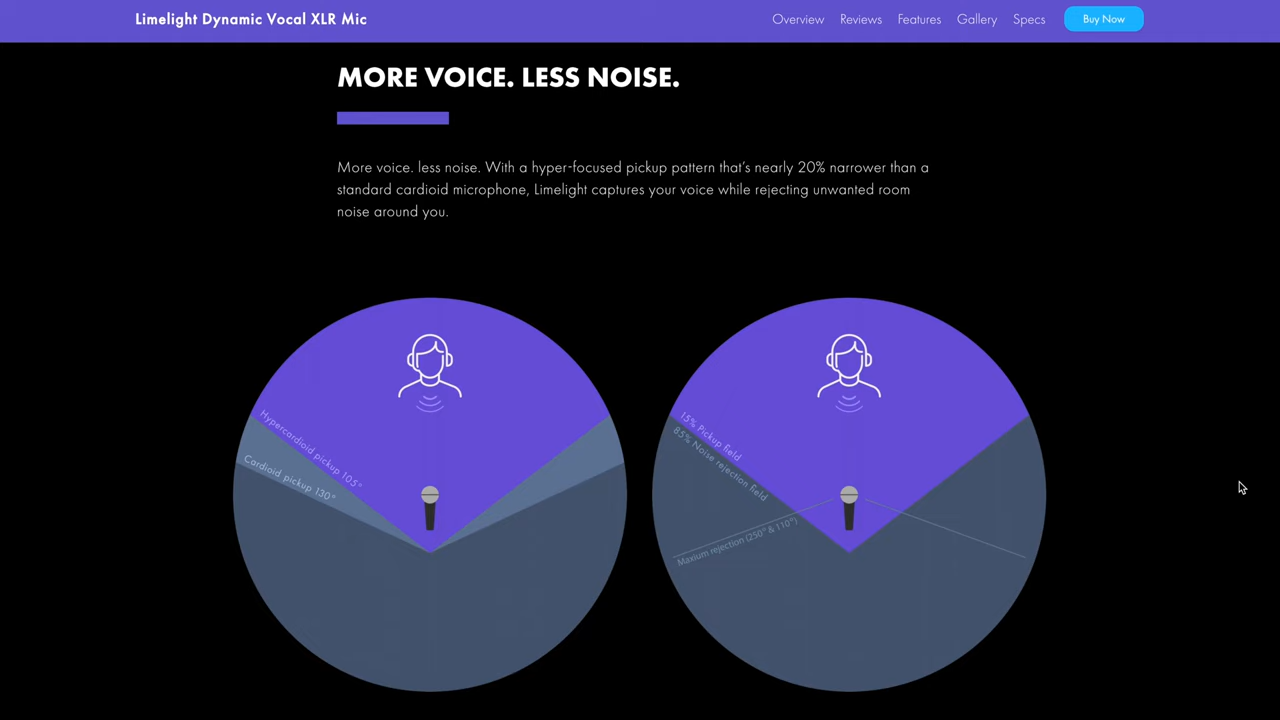 Limelight Dynamic Vocal XLR Mic
Overview
Reviews
Features
Gallery
Specs
Buy Now
MORE VOICE. LESS NOISE.
More voice. less noise. With a hyper-focused pickup pattern that's nearly 20% narrower than a
standard cardioid microphone, Limelight captures your voice while rejecting unwanted room
noise around you.
Hypercardioid pickup 105°
Cardioid pickup 130°
15% Pickup field
85% Noise rejection field
Maxium rejection (250° & 110°)